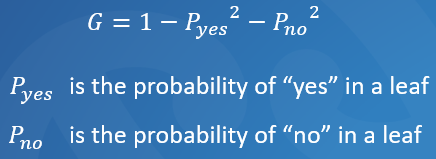 G = 1 − P_yes² − P_no²
P_yes is the probability of “yes” in a leaf
P_no is the probability of “no” in a leaf